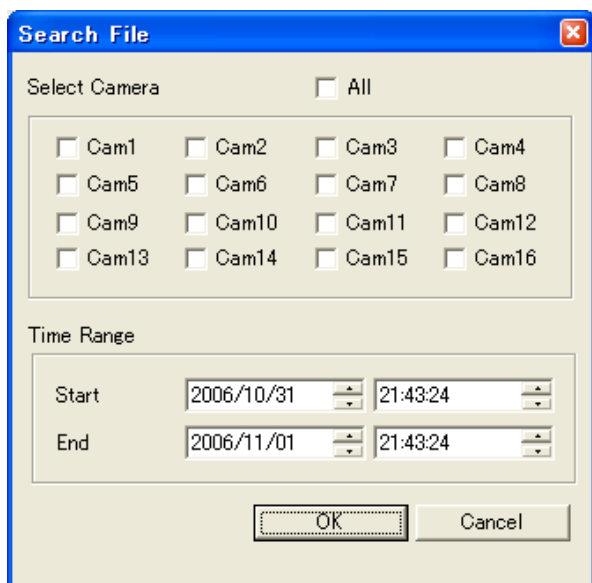 Search File
Select Camera All
Cam1 Cam2 Cam3 Cam4
Cam5 Cam6 Cam7 Cam8
Cam9 Cam10 Cam11 Cam12
Cam13 Cam14 Cam15 Cam16
Time Range
Start 2006/10/31 21:43:24
End 2006/11/01 21:43:24
OK Cancel